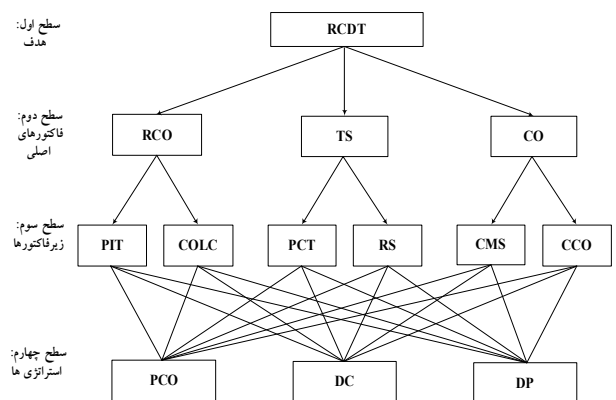 سطح اول:
هدف
RCDT
سطح دوم:
فاکتورهای
اصلی
RCO
TS
CO
سطح سوم:
زیرفاکتورها
PIT
COLC
PCT
RS
CMS
CCO
سطح چهارم:
استراتژی ها
PCO
DC
DP